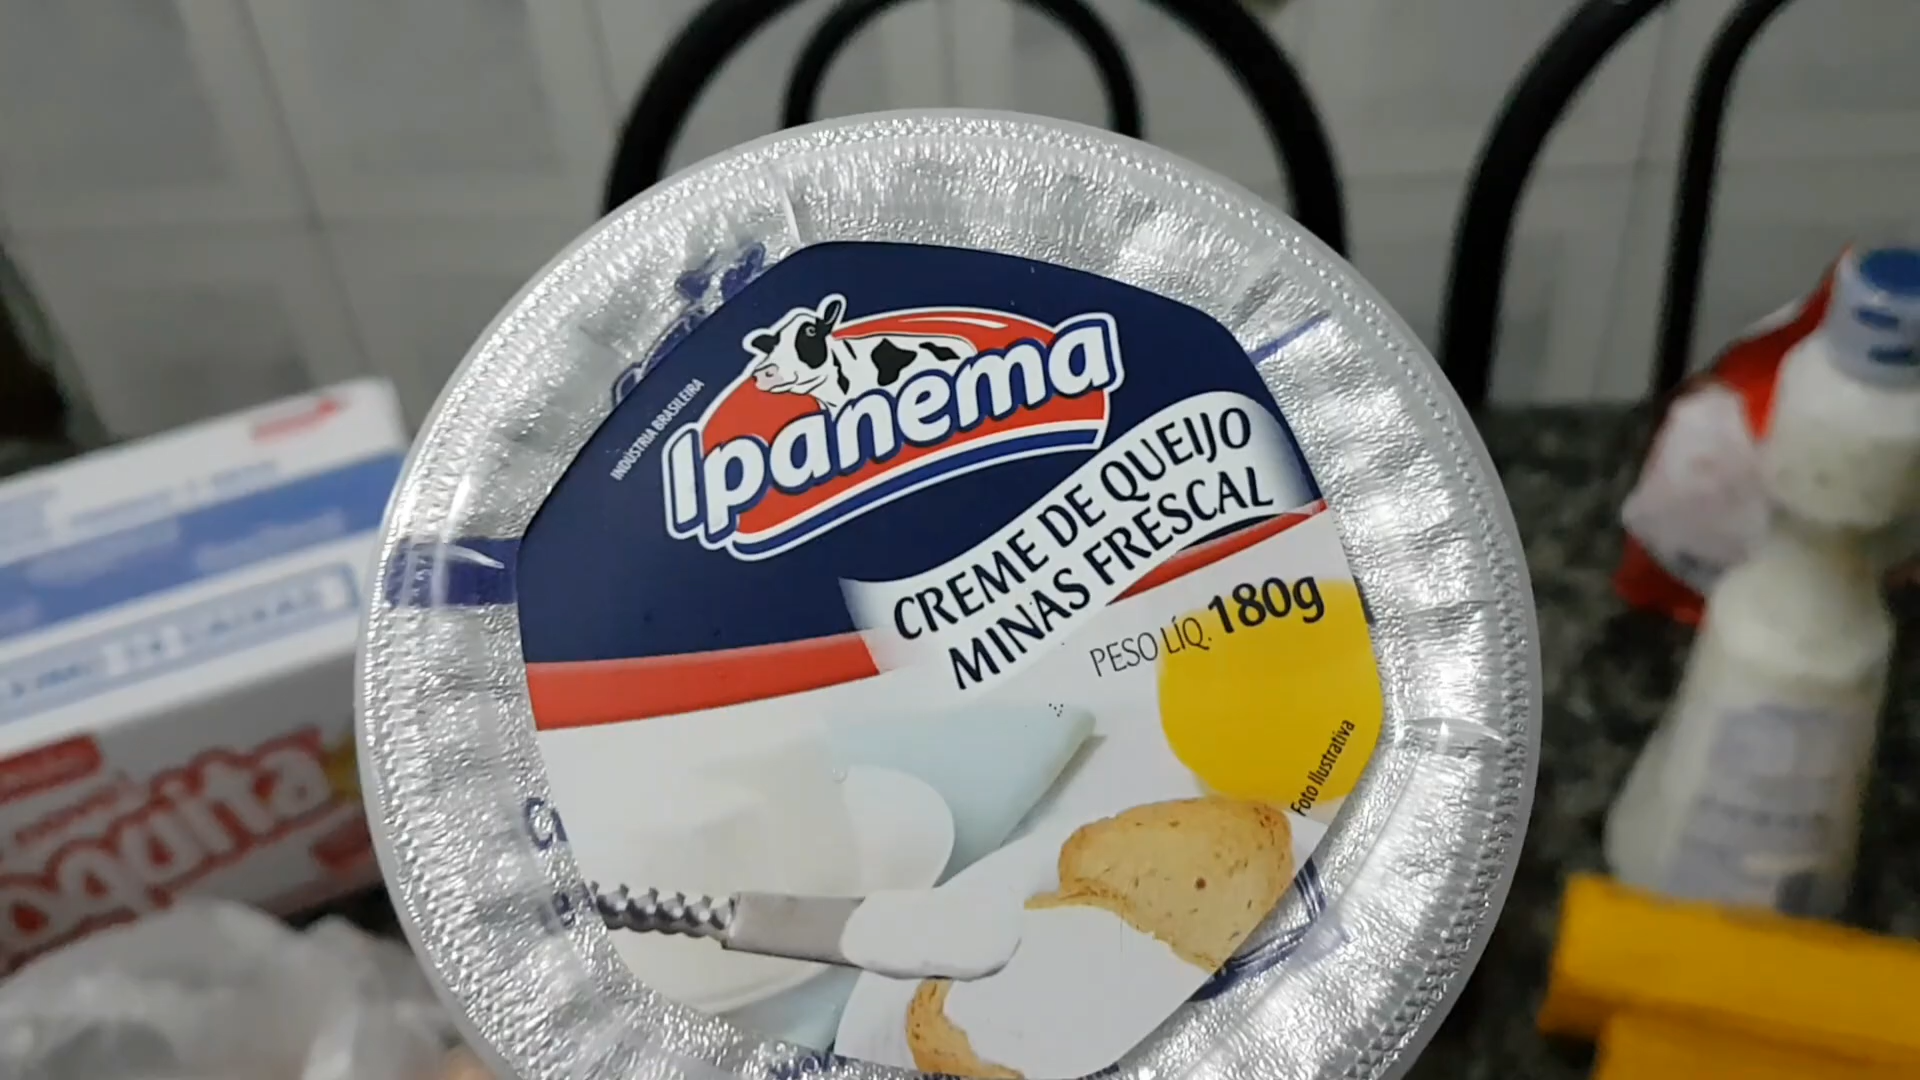 INDÚSTRIA BRASILEIRA
Ipanema
CREME DE QUEIJO
MINAS FRESCAL
PESO LÍQ. 180g
Foto Ilustrativa